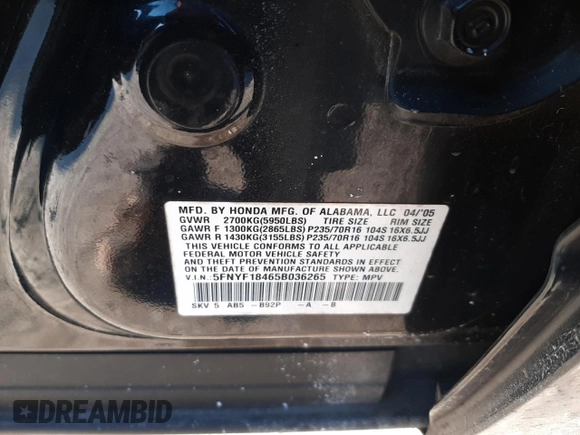 MFD. BY HONDA MFG. OF ALABAMA, LLC 04/'05
GVWR 2700KG(5950LBS) TIRE SIZE RIM SIZE
GAWR F 1300KG(2865LBS) P235/70R16 104S 16X6.5JJ
GAWR R 1430KG(3155LBS) P235/70R16 104S 16X6.5JJ
THIS VEHICLE CONFORMS TO ALL APPLICABLE
FEDERAL MOTOR VEHICLE SAFETY
AND THEFT PREVENTION STANDARDS IN EFFECT
ON THE DATE OF MANUFACTURE SHOWN ABOVE.
V.I.N.:5FNYF18465B036265 TYPE: MPV
SKV 5 AB5 -B92P -A -B
DREAMBID